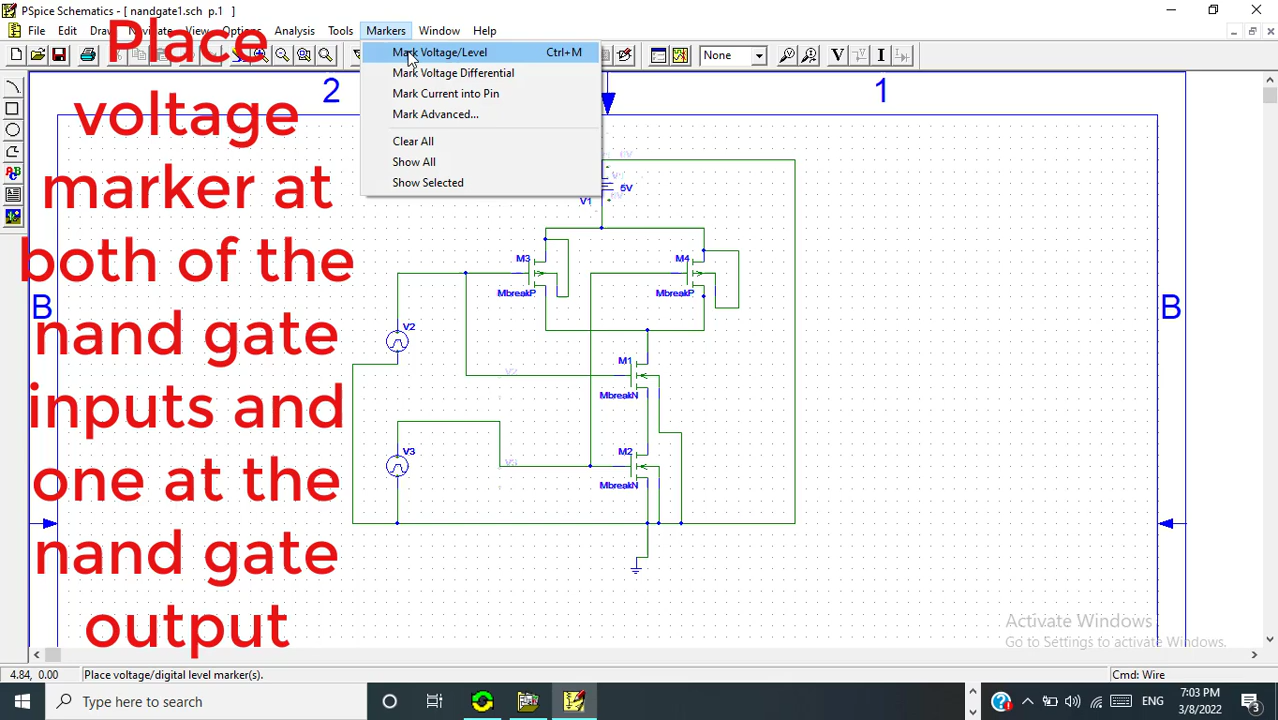 PSpice Schematics - [ nandgate1.sch p.1 ]
File Edit Draw View Options Analysis Tools Markers Window Help
Mark Voltage/Level Ctrl+M
Mark Voltage Differential
Mark Current into Pin
Mark Advanced...
Clear All
Show All
Show Selected
None
V I
Place
voltage
marker at
both of the
nand gate
inputs and
one at the
nand gate
output
2 1
B B
5V
V1
M3 M4
MbreakP MbreakP
V2
M1
MbreakN
V3
M2
MbreakN
Activate Windows
Go to Settings to activate Windows.
4.84, 0.00 Place voltage/digital level marker(s). Cmd: Wire
Type here to search
ENG
7:03 PM
3/8/2022
3